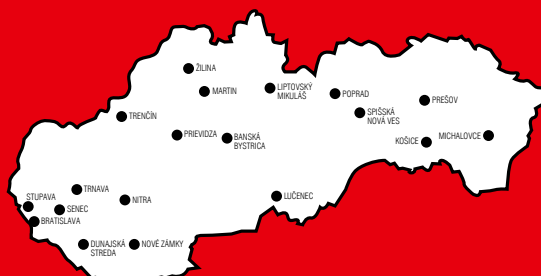 ŽILINA
MARTIN
LIPTOVSKÝ
MIKULÁŠ
POPRAD
PREŠOV
SPIŠSKÁ
NOVÁ VES
TRENČÍN
PRIEVIDZA
BANSKÁ
BYSTRICA
KOŠICE
MICHALOVCE
TRNAVA
STUPAVA
SENEC
NITRA
LUČENEC
BRATISLAVA
DUNAJSKÁ
STREDA
NOVÉ ZÁMKY